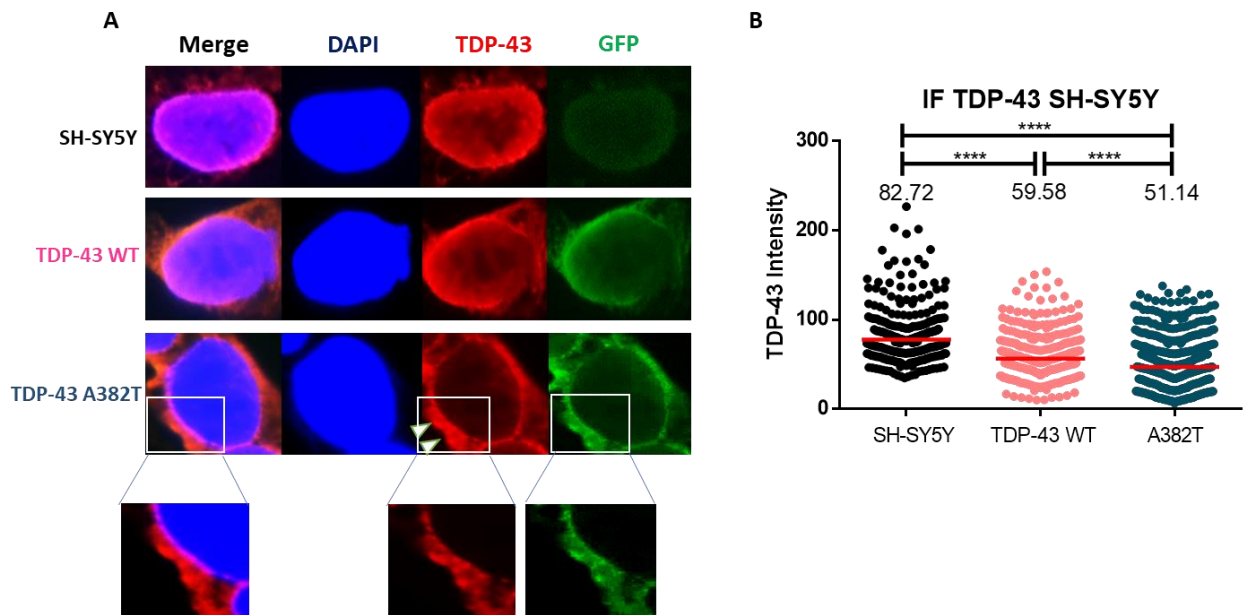 A
Merge DAPI TDP-43 GFP
SH-SY5Y
TDP-43 WT
TDP-43 A382T
B
IF TDP-43 SH-SY5Y
****
**** ****
82.72 59.58 51.14
TDP-43 Intensity
300
200
100
0
SH-SY5Y TDP-43 WT A382T